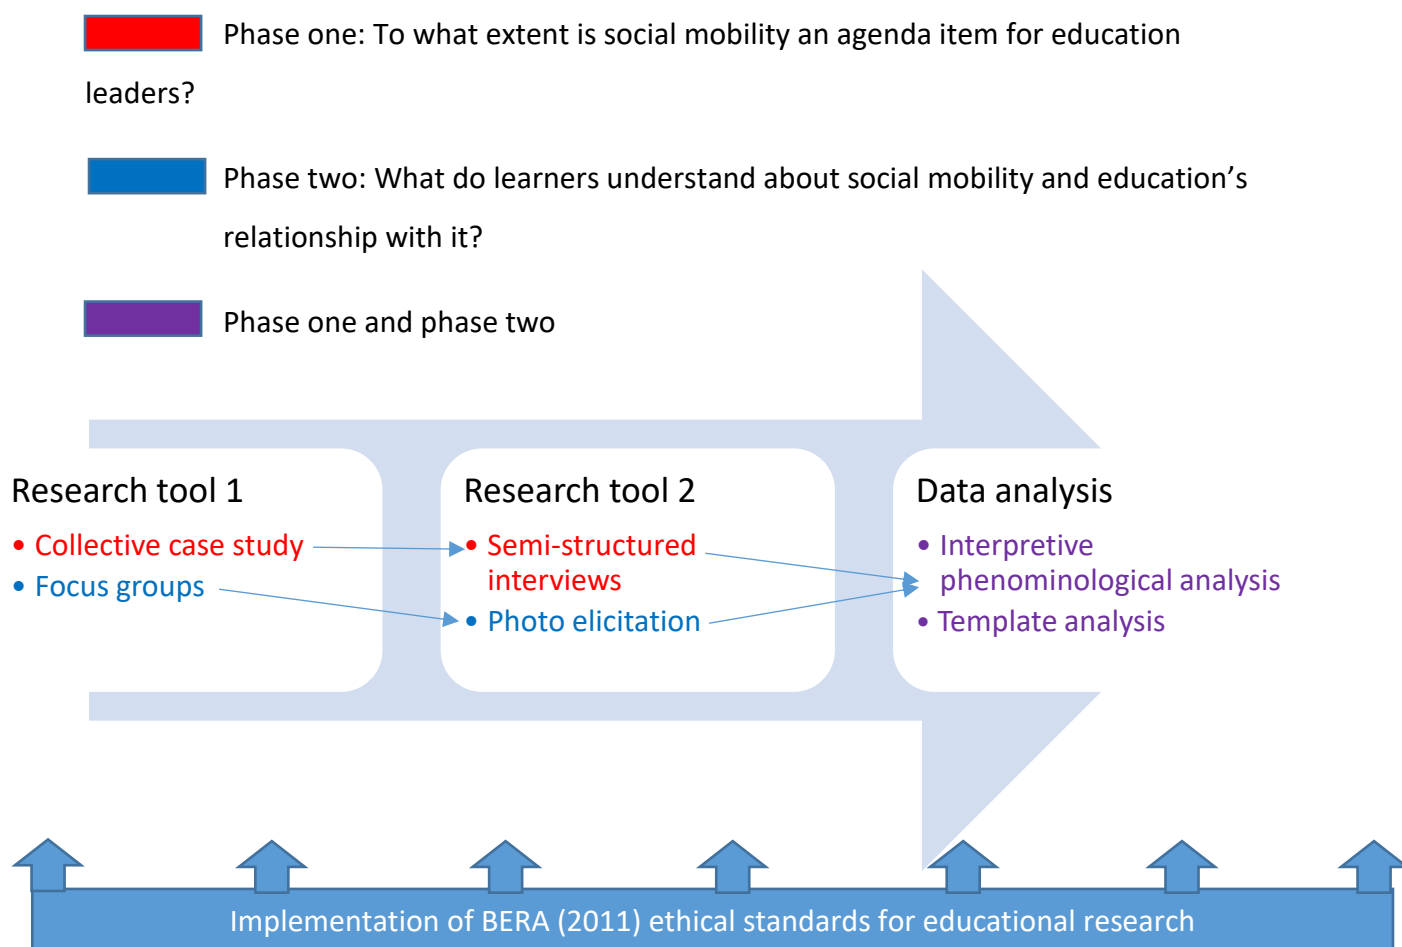 Phase one: To what extent is social mobility an agenda item for education
leaders?
Phase two: What do learners understand about social mobility and education’s
relationship with it?
Phase one and phase two
Research tool 1
• Collective case study
• Focus groups
Research tool 2
• Semi-structured
interviews
• Photo elicitation
Data analysis
• Interpretive
phenominological analysis
• Template analysis
Implementation of BERA (2011) ethical standards for educational research